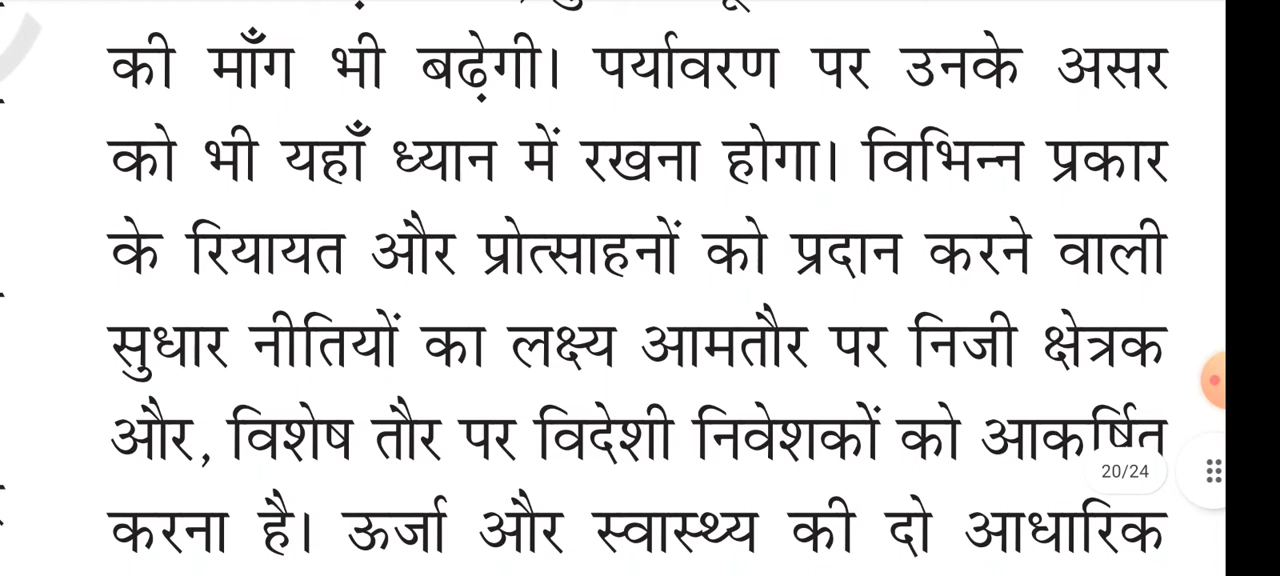 की माँग भी बढ़ेगी। पर्यावरण पर उनके असर
को भी यहाँ ध्यान में रखना होगा। विभिन्न प्रकार
के रियायत और प्रोत्साहनों को प्रदान करने वाली
सुधार नीतियों का लक्ष्य आमतौर पर निजी क्षेत्रक
और, विशेष तौर पर विदेशी निवेशकों को आकर्षित
20/24
करना है। ऊर्जा और स्वास्थ्य की दो आधारिक